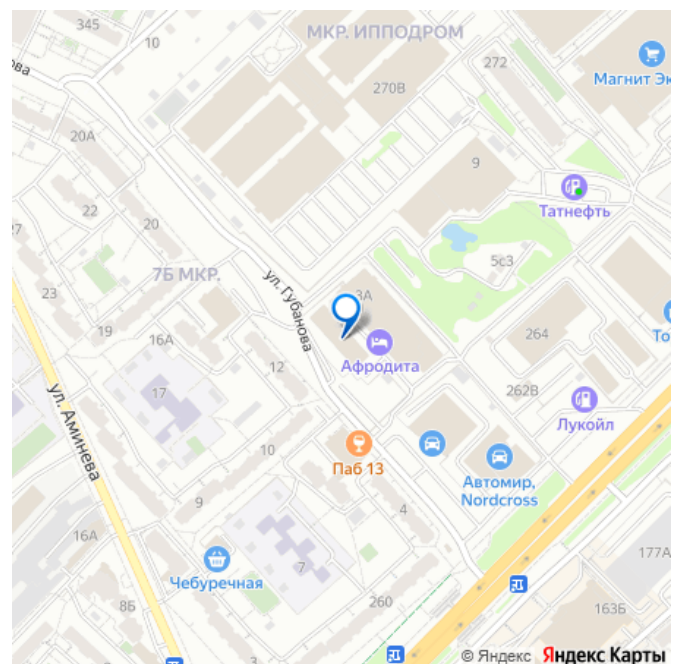 345
10
МКР. ИППОДРОМ
272
270В
Магнит Эк
ова
20А
9
Татнефть
22
20
27
7Б МКР.
5с3
ул. Губанова
23
3А
19
16А
264
То
Афродита
12
262В
17
Лукойл
ул. Аминева
10
Паб 13
Автомир,
Nordcross
9
4
16А
177А
7
Чебуречная
8Б
260
163Б
© Яндекс Яндекс Карты